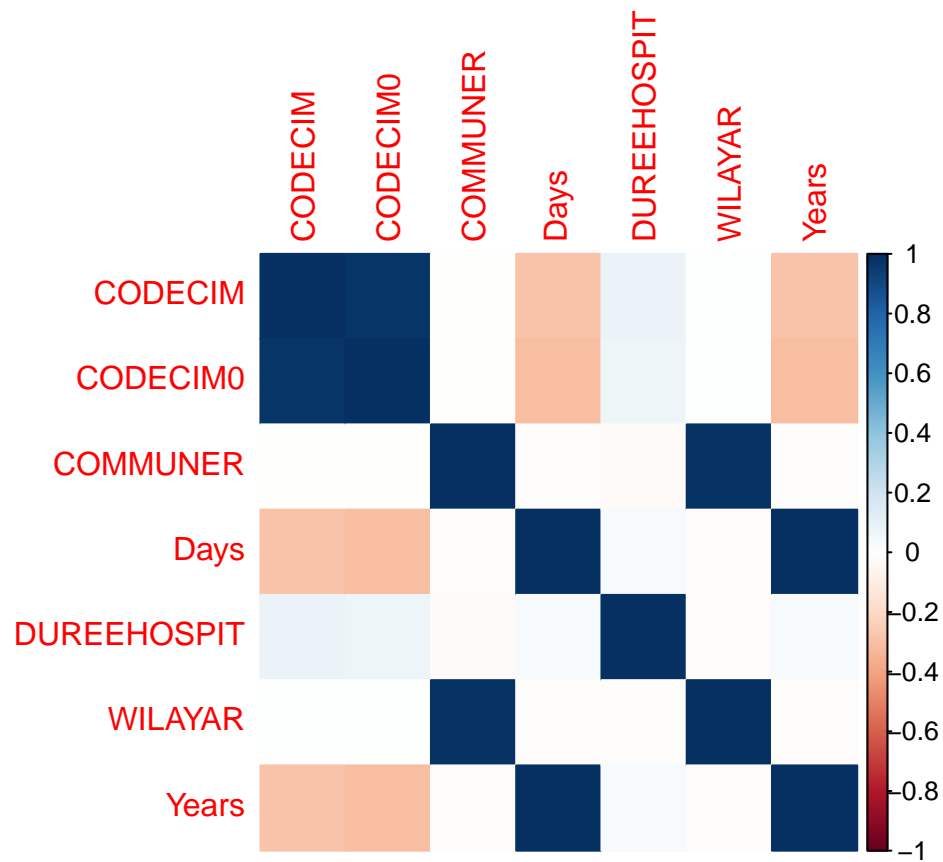 CODECIM
CODECIM0
COMMUNER
Days
DUREEHOSPIT
WILAYAR
Years
CODECIM
CODECIM0
COMMUNER
Days
DUREEHOSPIT
WILAYAR
Years
1
0.8
0.6
0.4
0.2
0
−0.2
−0.4
−0.6
−0.8
−1